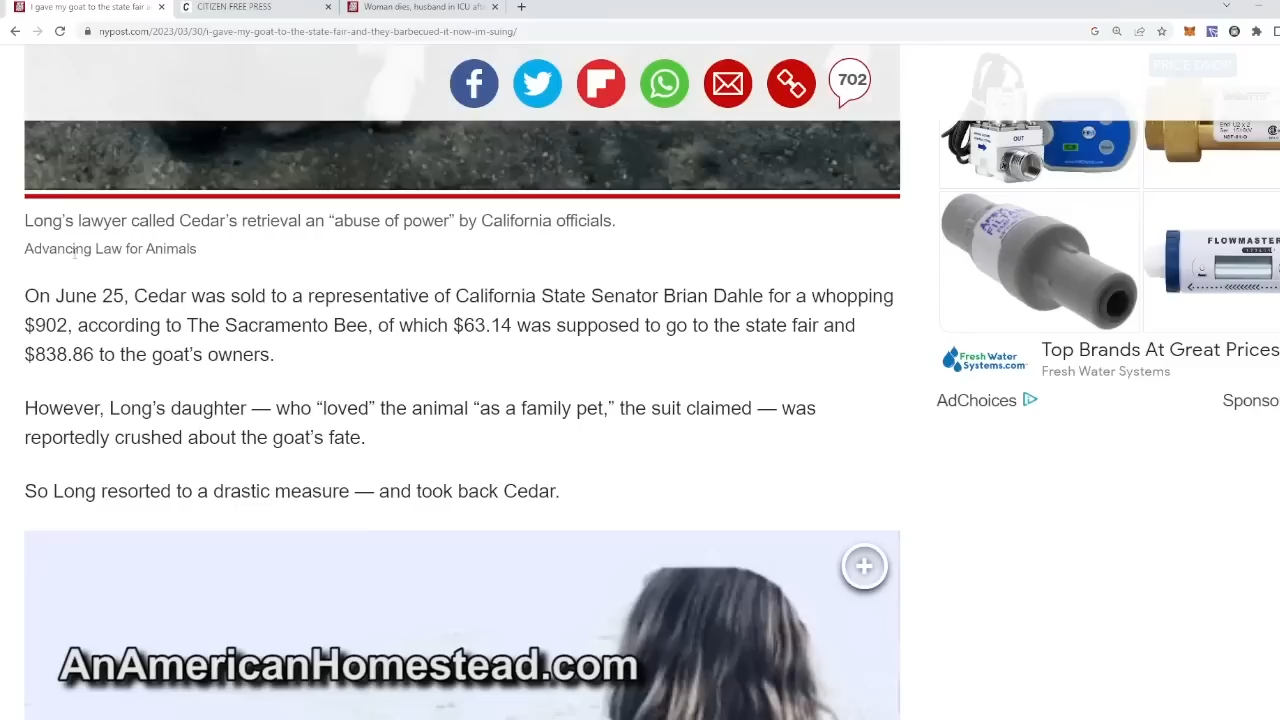 I gave my goat to the state fair a
CITIZEN FREE PRESS
Woman dies, husband in ICU afte
nypost.com/2023/03/30/i-gave-my-goat-to-the-state-fair-and-they-barbecued-it-now-im-suing/
702
PRICE DROP
OUT
Long's lawyer called Cedar's retrieval an “abuse of power” by California officials.
Advancing Law for Animals
On June 25, Cedar was sold to a representative of California State Senator Brian Dahle for a whopping
$902, according to The Sacramento Bee, of which $63.14 was supposed to go to the state fair and
$838.86 to the goat's owners.
FLOWMASTER
Fresh Water
Systems.com
Top Brands At Great Prices
Fresh Water Systems
AdChoices
Sponso
However, Long's daughter — who “loved” the animal “as a family pet,” the suit claimed — was
reportedly crushed about the goat's fate.
So Long resorted to a drastic measure — and took back Cedar.
AnAmericanHomestead.com